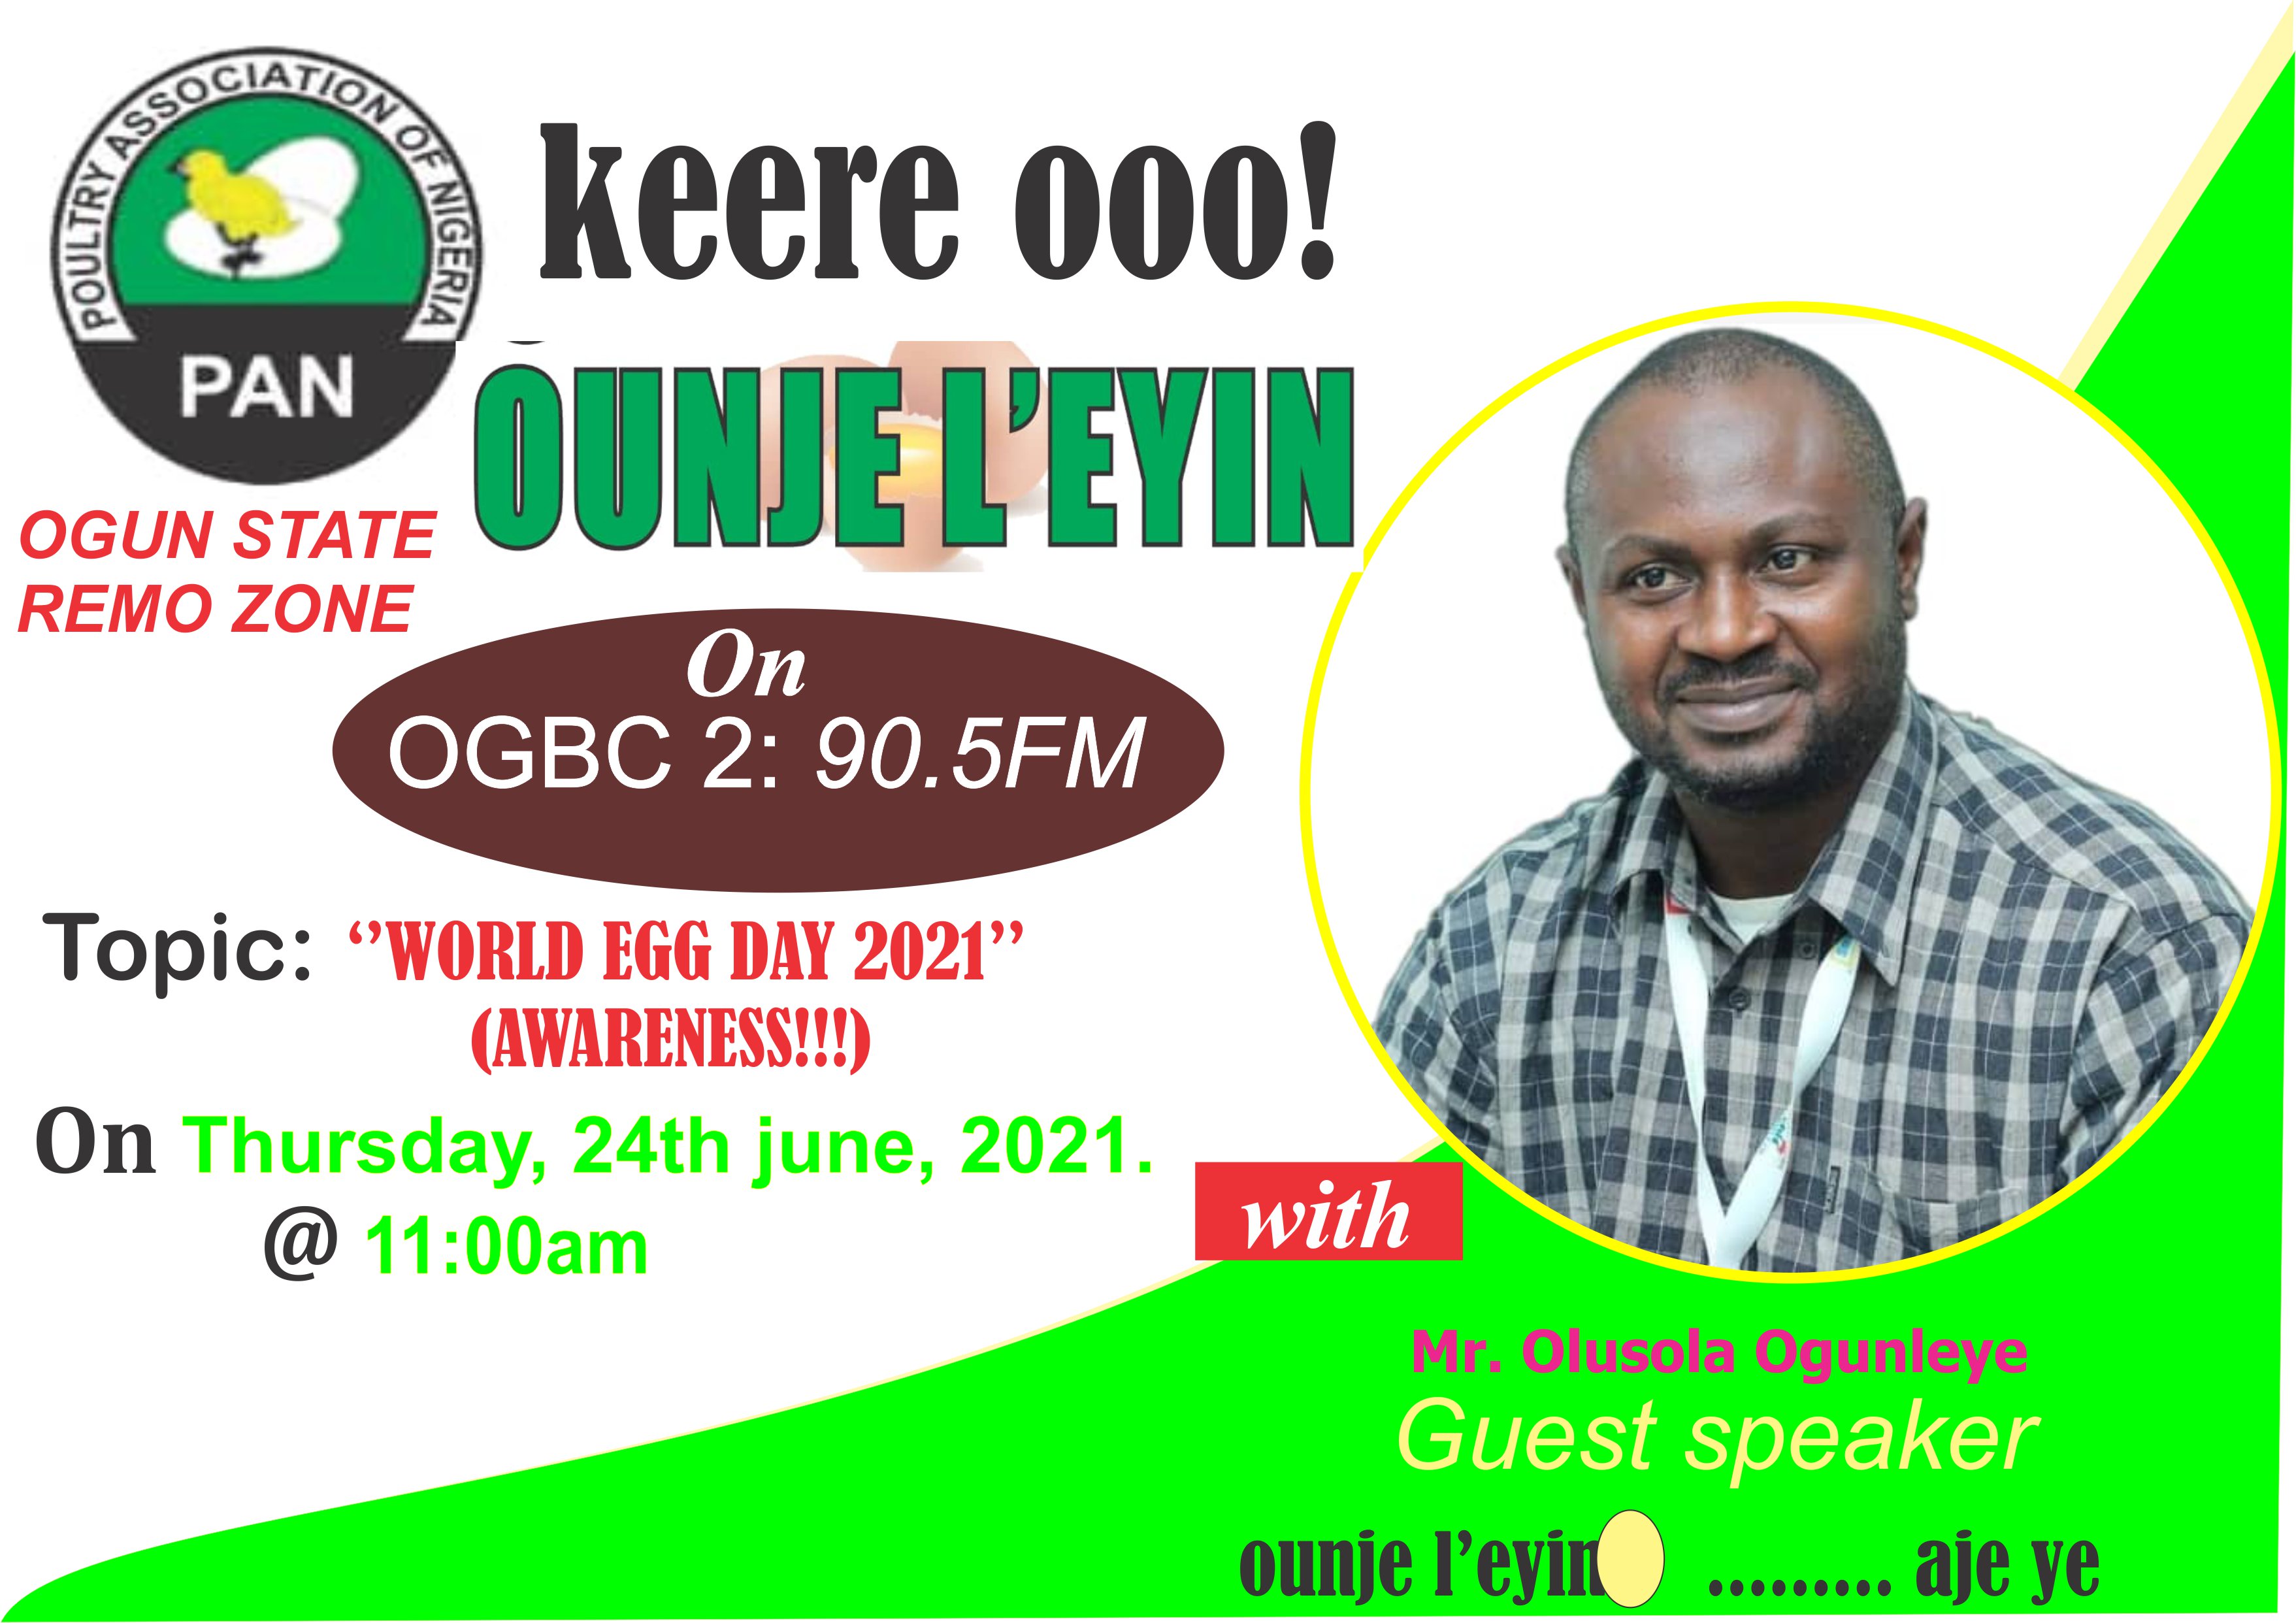 POULTRY ASSOCIATION OF NIGERIA
PAN
OGUN STATE
REMO ZONE
keere ooo!
OUNJE L’EYIN
On
OGBC 2: 90.5FM
Topic: ‘’WORLD EGG DAY 2021’’
(AWARENESS!!!)
On Thursday, 24th june, 2021.
@ 11:00am
with
Mr. Olusola Ogunleye
Guest speaker
ounje l’eyin ......... aje ye